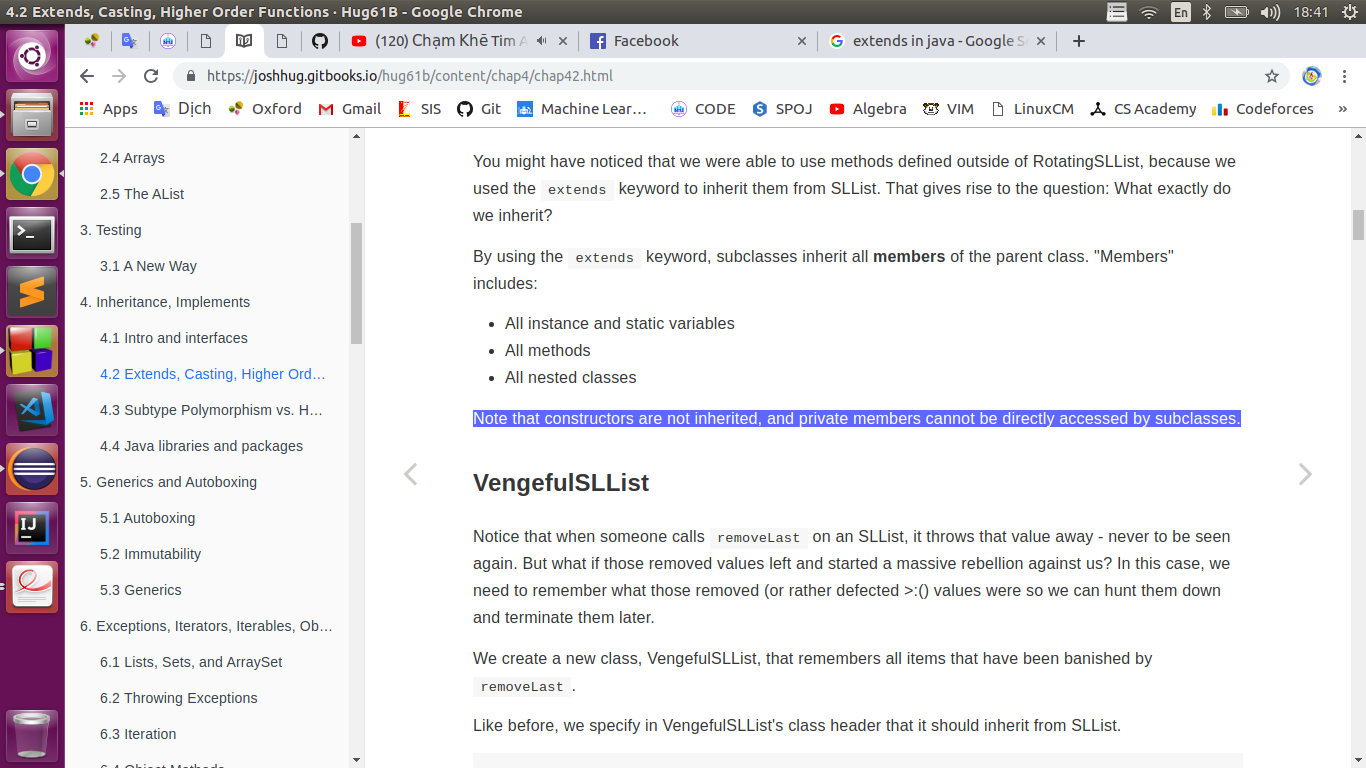 4.2 Extends, Casting, Higher Order Functions · Hug61B - Google Chrome
En
18:41
(120) Chạm Khẽ Tim A
Facebook
extends in java - Google Se
https://joshhug.gitbooks.io/hug61b/content/chap4/chap42.html
Apps
Dịch
Oxford
Gmail
SIS
Git
Machine Lear…
CODE
SPOJ
Algebra
VIM
LinuxCM
CS Academy
Codeforces
»
2.4 Arrays
2.5 The AList
3. Testing
3.1 A New Way
4. Inheritance, Implements
4.1 Intro and interfaces
4.2 Extends, Casting, Higher Ord…
4.3 Subtype Polymorphism vs. H…
4.4 Java libraries and packages
5. Generics and Autoboxing
5.1 Autoboxing
5.2 Immutability
5.3 Generics
6. Exceptions, Iterators, Iterables, Ob…
6.1 Lists, Sets, and ArraySet
6.2 Throwing Exceptions
6.3 Iteration
6.4 Object Methods
You might have noticed that we were able to use methods defined outside of RotatingSLList, because we
used the extends keyword to inherit them from SLList. That gives rise to the question: What exactly do
we inherit?
By using the extends keyword, subclasses inherit all members of the parent class. "Members"
includes:
• All instance and static variables
• All methods
• All nested classes
Note that constructors are not inherited, and private members cannot be directly accessed by subclasses.
VengefulSLList
Notice that when someone calls removeLast on an SLList, it throws that value away - never to be seen
again. But what if those removed values left and started a massive rebellion against us? In this case, we
need to remember what those removed (or rather defected >:() values were so we can hunt them down
and terminate them later.
We create a new class, VengefulSLList, that remembers all items that have been banished by
removeLast .
Like before, we specify in VengefulSLList's class header that it should inherit from SLList.
IJ